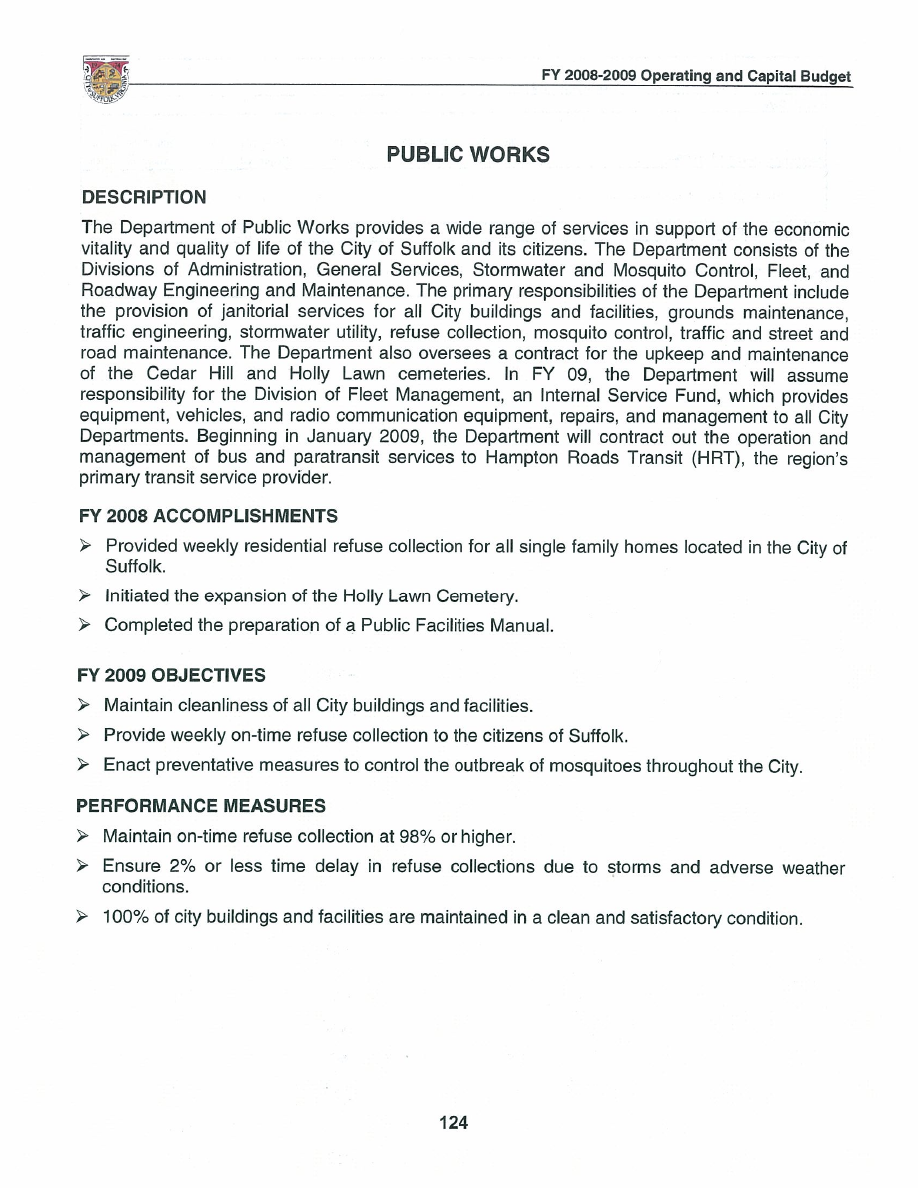 FY 2008-2009 Operating and Capital Budget
PUBLIC WORKS
DESCRIPTION
The Department of Public Works provides a wide range of services in support of the economic
vitality and quality of life of the City of Suffolk and its citizens. The Department consists of the
Divisions of Administration, General Services, Stormwater and Mosquito Control, Fleet, and
Roadway Engineering and Maintenance. The primary responsibilities of the Department include
the provision of janitorial services for all City buildings and facilities, grounds maintenance,
traffic engineering, stormwater utility, refuse collection, mosquito control, traffic and street and
road maintenance. The Department also oversees a contract for the upkeep and maintenance
of the Cedar Hill and Holly Lawn cemeteries. In FY 09, the Department will assume
responsibility for the Division of Fleet Management, an Internal Service Fund, which provides
equipment, vehicles, and radio communication equipment, repairs, and management to all City
Departments. Beginning in January 2009, the Department will contract out the operation and
management of bus and paratransit services to Hampton Roads Transit (HRT), the region's
primary transit service provider.
FY 2008 ACCOMPLISHMENTS
➢ Provided weekly residential refuse collection for all single family homes located in the City of
Suffolk.
➢ Initiated the expansion of the Holly Lawn Cemetery.
➢ Completed the preparation of a Public Facilities Manual.
FY 2009 OBJECTIVES
➢ Maintain cleanliness of all City buildings and facilities.
➢ Provide weekly on-time refuse collection to the citizens of Suffolk.
➢ Enact preventative measures to control the outbreak of mosquitoes throughout the City.
PERFORMANCE MEASURES
➢ Maintain on-time refuse collection at 98% or higher.
➢ Ensure 2% or less time delay in refuse collections due to storms and adverse weather
conditions.
➢ 100% of city buildings and facilities are maintained in a clean and satisfactory condition.
124